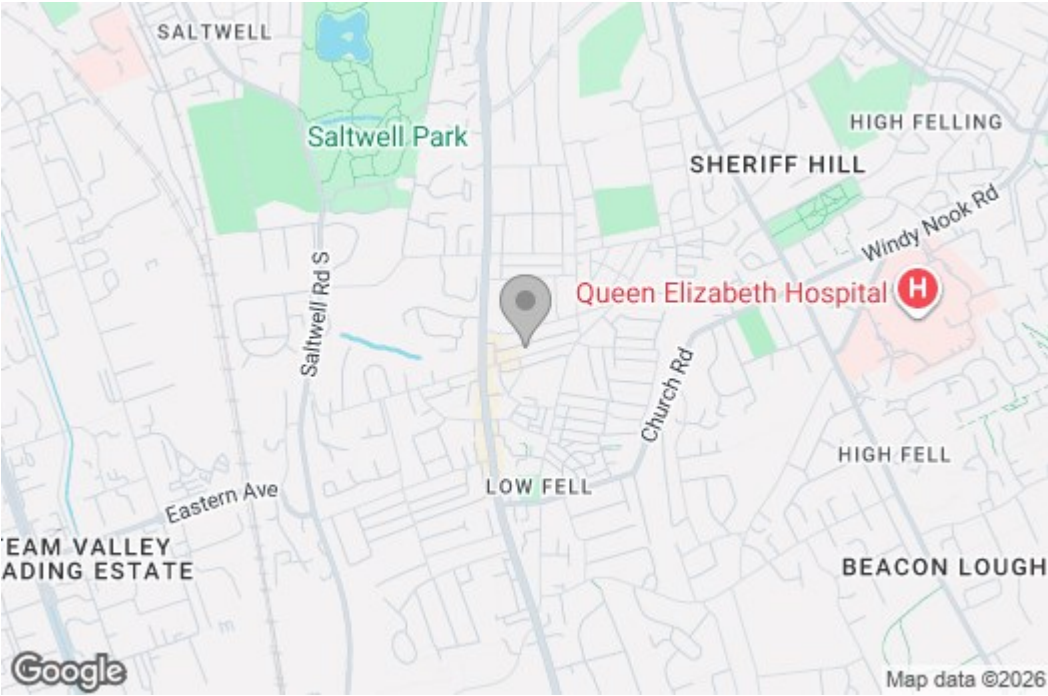 SALTWELL
Saltwell Park
HIGH FELLING
SHERIFF HILL
Windy Nook Rd
Queen Elizabeth Hospital
H
Saltwell Rd S
Church Rd
HIGH FELL
LOW FELL
Eastern Ave
TEAM VALLEY
ADING ESTATE
BEACON LOUGH
Google
Map data ©2026